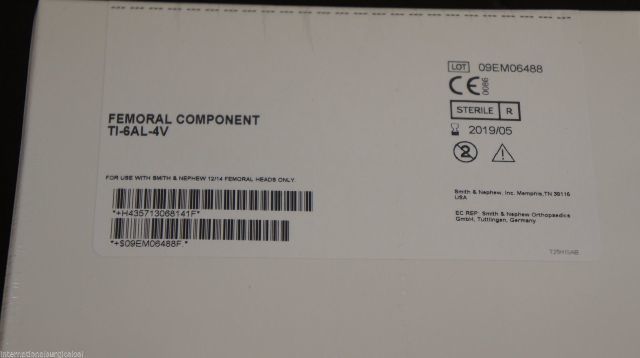 LOT 09EM06488
CE 0086
STERILE R
2019/05
2
FEMORAL COMPONENT
TI-6AL-4V
FOR USE WITH SMITH & NEPHEW 12/14 FEMORAL HEADS ONLY.
*+H435713068141F*
*+$09EM06488F.*
Smith & Nephew, Inc. Memphis,TN 38116
USA
EC REP Smith & Nephew Orthopaedics
GmbH, Tuttlingen, Germany
internationalsurgicalcal